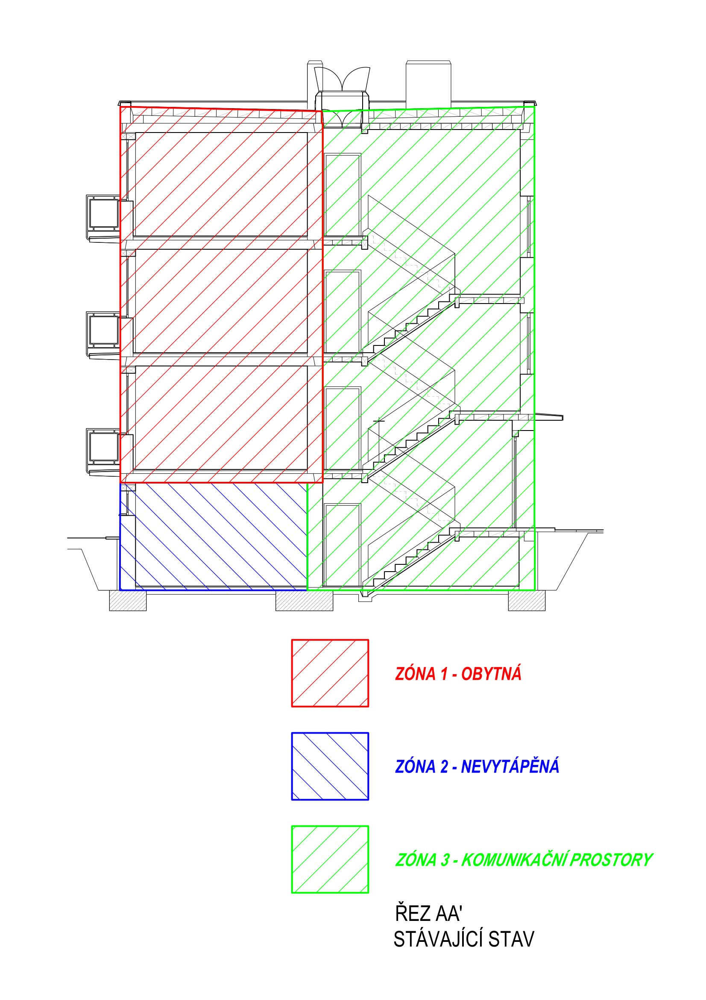 ZÓNA 1 - OBYTNÁ
ZÓNA 2 - NEVYTÁPĚNÁ
ZÓNA 3 - KOMUNIKAČNÍ PROSTORY
ŘEZ AA'
STÁVAJÍCÍ STAV